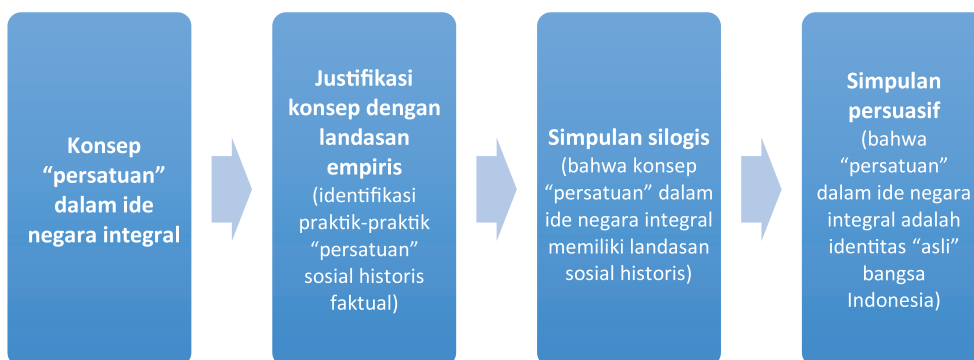 Konsep
“persatuan”
dalam ide
negara integral
Justifikasi
konsep dengan
landasan
empiris
(identifikasi
praktik-praktik
“persatuan”
sosial historis
faktual)
Simpulan silogis
(bahwa konsep
“persatuan” dalam
ide negara integral
memiliki landasan
sosial historis)
Simpulan
persuasif
(bahwa
“persatuan”
dalam ide negara
integral adalah
identitas “asli”
bangsa
Indonesia)